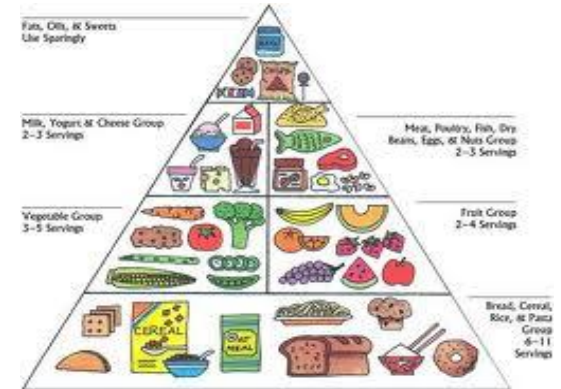 Fats, Oils, & Sweets
Use Sparingly
Milk, Yogurt & Cheese Group
2-3 Servings
Meat, Poultry, Fish, Dry
Beans, Eggs, & Nuts Group
2-3 Servings
Vegetable Group
3-5 Servings
Fruit Group
2-4 Servings
Bread, Cereal,
Rice, & Pasta
Group
6-11
Servings
CEREAL
OAT
MEAL